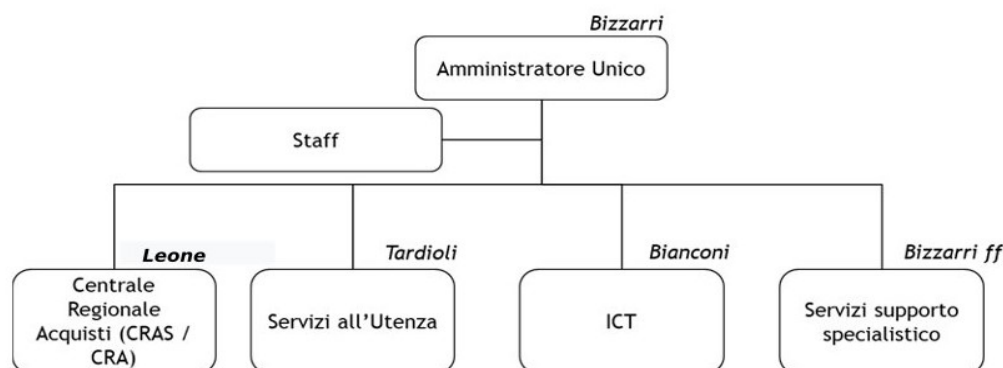 Bizzarri
Amministratore Unico
Staff
Leone
Centrale
Regionale
Acquisti (CRAS /
CRA)
Tardioli
Servizi all'Utenza
Bianconi
ICT
Bizzarri ff
Servizi supporto
specialistico